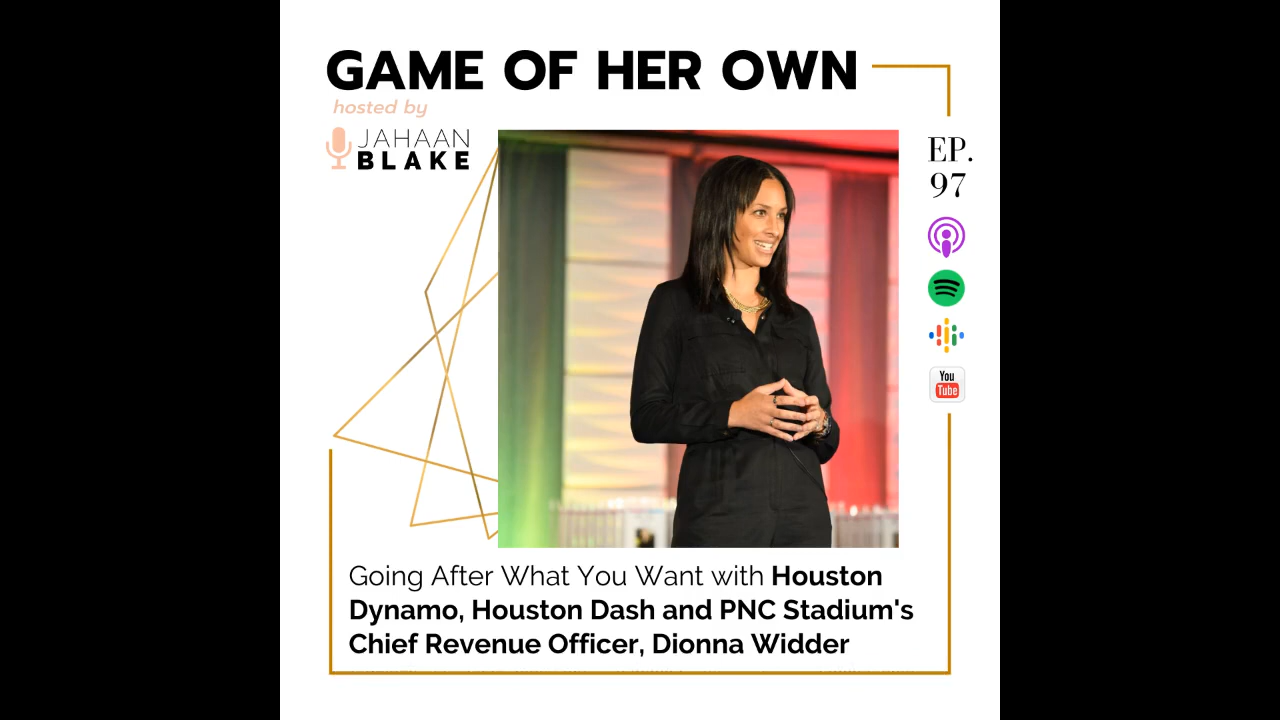 GAME OF HER OWN
hosted by
JAHAAN
BLAKE
EP.
97
You
Tube
Going After What You Want with Houston
Dynamo, Houston Dash and PNC Stadium's
Chief Revenue Officer, Dionna Widder